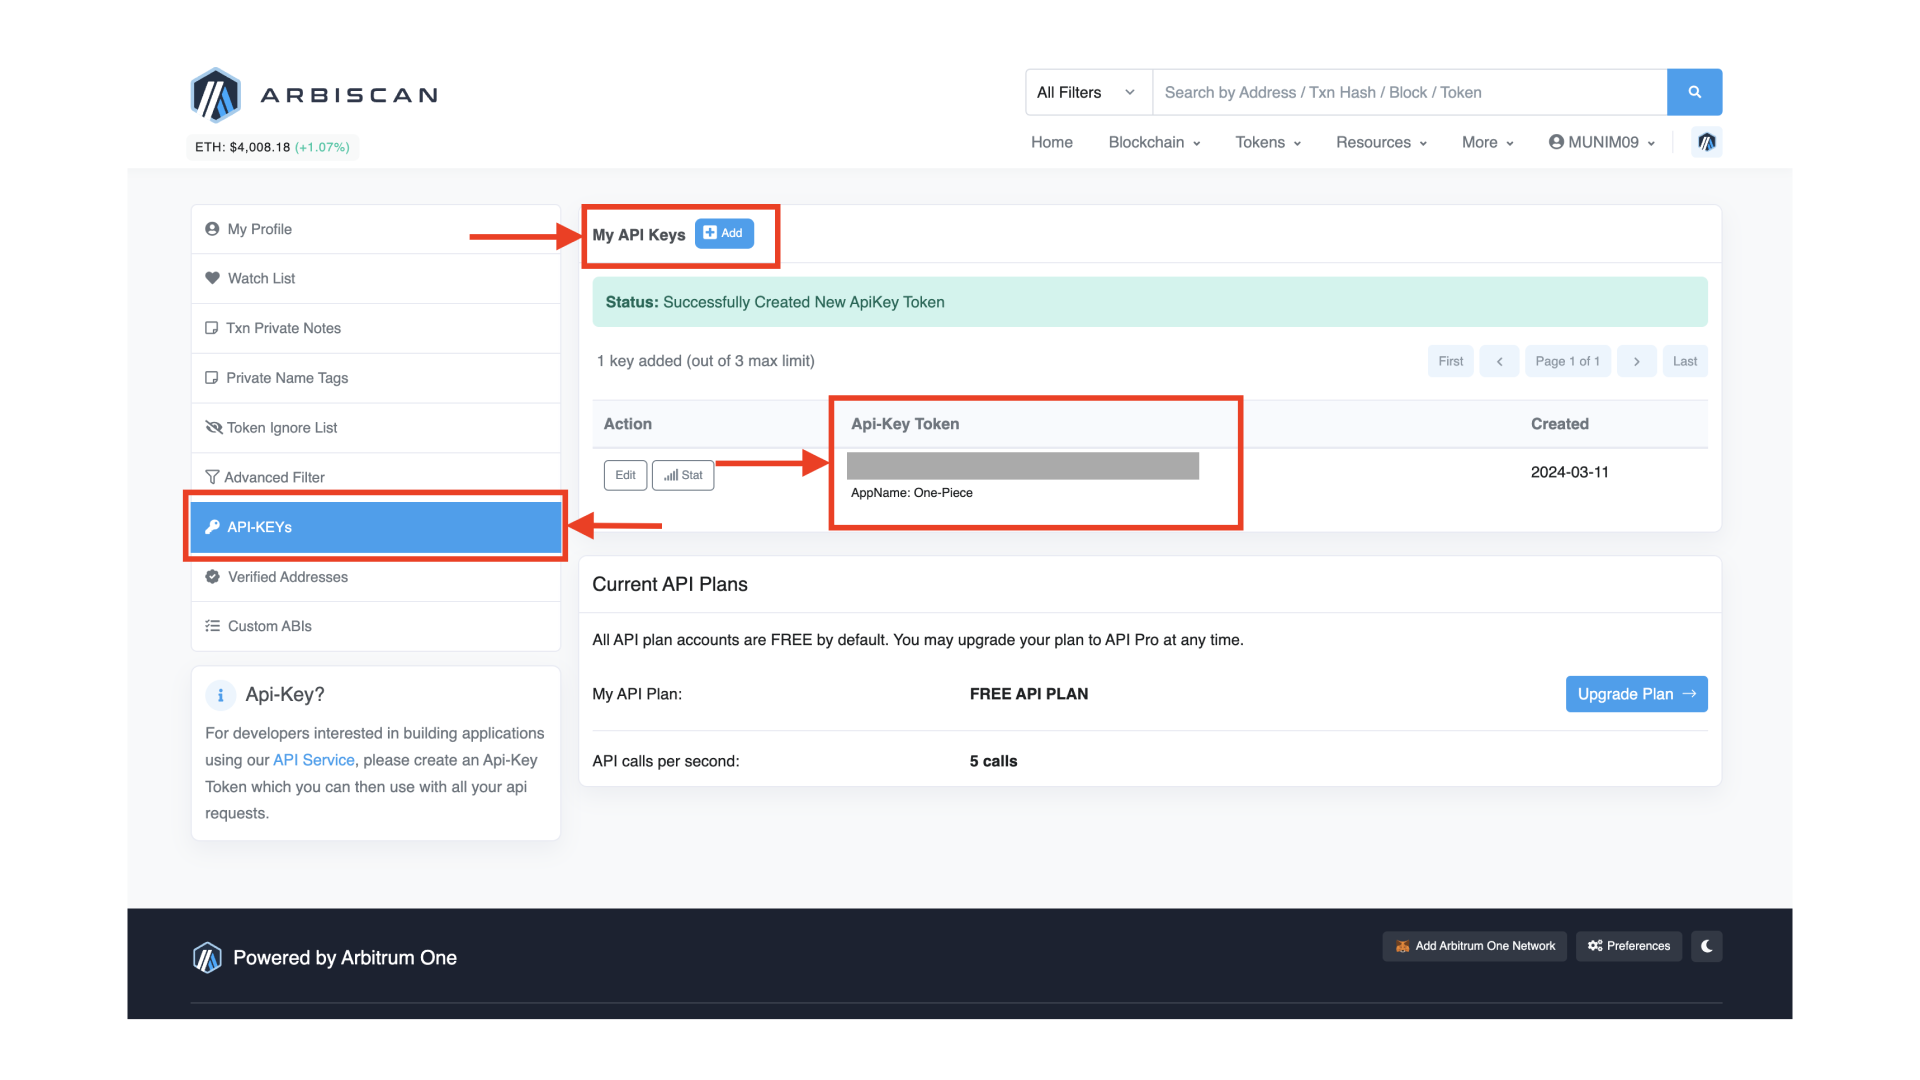 ARBISCAN
ETH: $4,008.18 (+1.07%)
All Filters
Search by Address / Txn Hash / Block / Token
Home
Blockchain
Tokens
Resources
More
MUNIM09
My Profile
Watch List
Txn Private Notes
Private Name Tags
Token Ignore List
Advanced Filter
API-KEYs
Verified Addresses
Custom ABIs
Api-Key?
For developers interested in building applications
using our API Service, please create an Api-Key
Token which you can then use with all your api
requests.
My API Keys
Add
Status: Successfully Created New ApiKey Token
1 key added (out of 3 max limit)
First
Page 1 of 1
Last
Action
Api-Key Token
Created
Edit
Stat
AppName: One-Piece
2024-03-11
Current API Plans
All API plan accounts are FREE by default. You may upgrade your plan to API Pro at any time.
My API Plan:
FREE API PLAN
Upgrade Plan →
API calls per second:
5 calls
Powered by Arbitrum One
Add Arbitrum One Network
Preferences